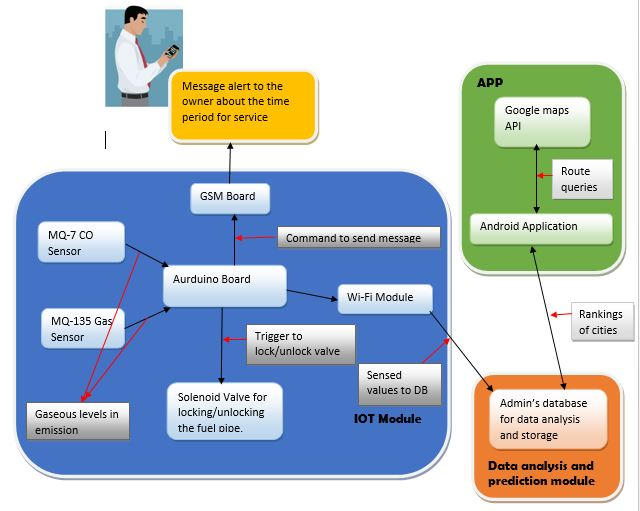 Message alert to the
owner about the time
period for service
APP
Google maps
API
Route
queries
Android Application
GSM Board
MQ-7 CO
Sensor
Command to send message
Aurduino Board
Wi-Fi Module
MQ-135 Gas
Sensor
Trigger to
lock/unlock valve
Rankings
of cities
Sensed
values to DB
Solenoid Valve for
locking/unlocking
the fuel pipe.
Gaseous levels in
emission
IOT Module
Admin's database
for data analysis
and storage
Data analysis and
prediction module